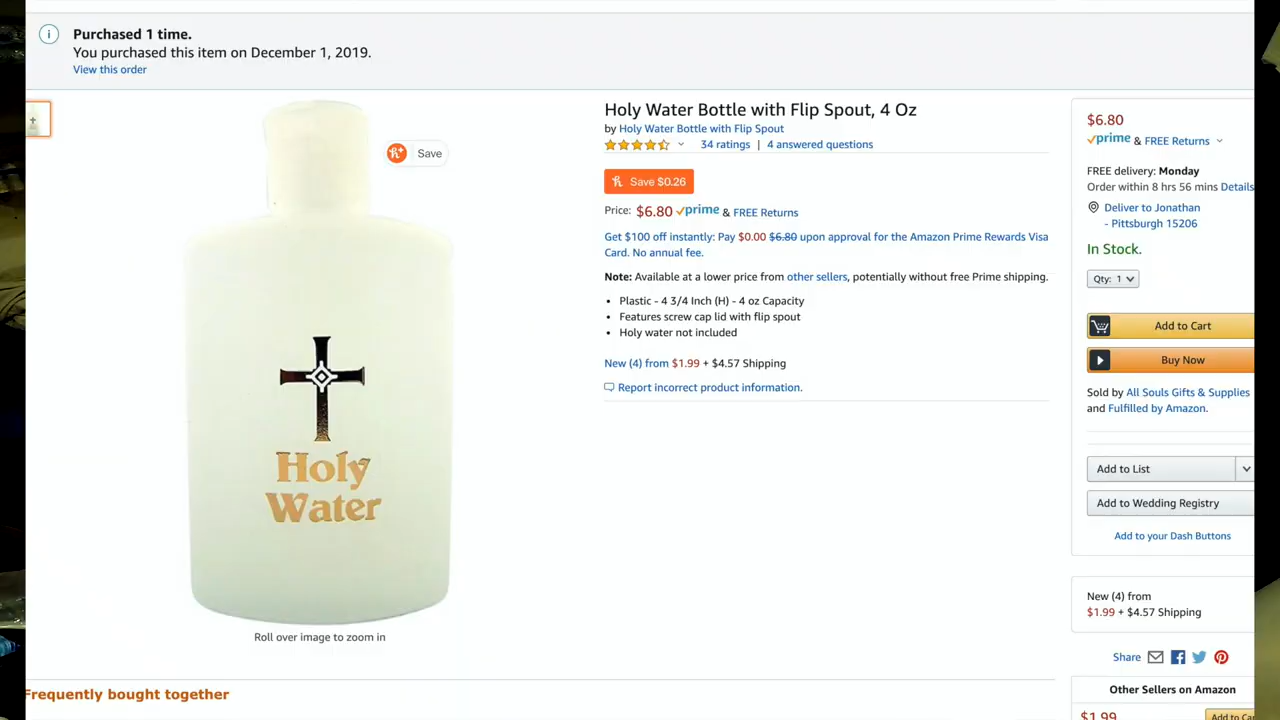 Purchased 1 time.
You purchased this item on December 1, 2019.
View this order
Save
Holy
Water
Roll over image to zoom in
Holy Water Bottle with Flip Spout, 4 Oz
by Holy Water Bottle with Flip Spout
34 ratings | 4 answered questions
Save $0.26
Price: $6.80 prime & FREE Returns
Get $100 off instantly: Pay $0.00 $6.80 upon approval for the Amazon Prime Rewards Visa
Card. No annual fee.
Note: Available at a lower price from other sellers, potentially without free Prime shipping.
• Plastic - 4 3/4 Inch (H) - 4 oz Capacity
• Features screw cap lid with flip spout
• Holy water not included
New (4) from $1.99 + $4.57 Shipping
Report incorrect product information.
$6.80
prime & FREE Returns
FREE delivery: Monday
Order within 8 hrs 56 mins Details
Deliver to Jonathan
- Pittsburgh 15206
In Stock.
Qty: 1
Add to Cart
Buy Now
Sold by All Souls Gifts & Supplies
and Fulfilled by Amazon.
Add to List
Add to Wedding Registry
Add to your Dash Buttons
New (4) from
$1.99 + $4.57 Shipping
Share
Other Sellers on Amazon
$1.99
Add to Car
Frequently bought together